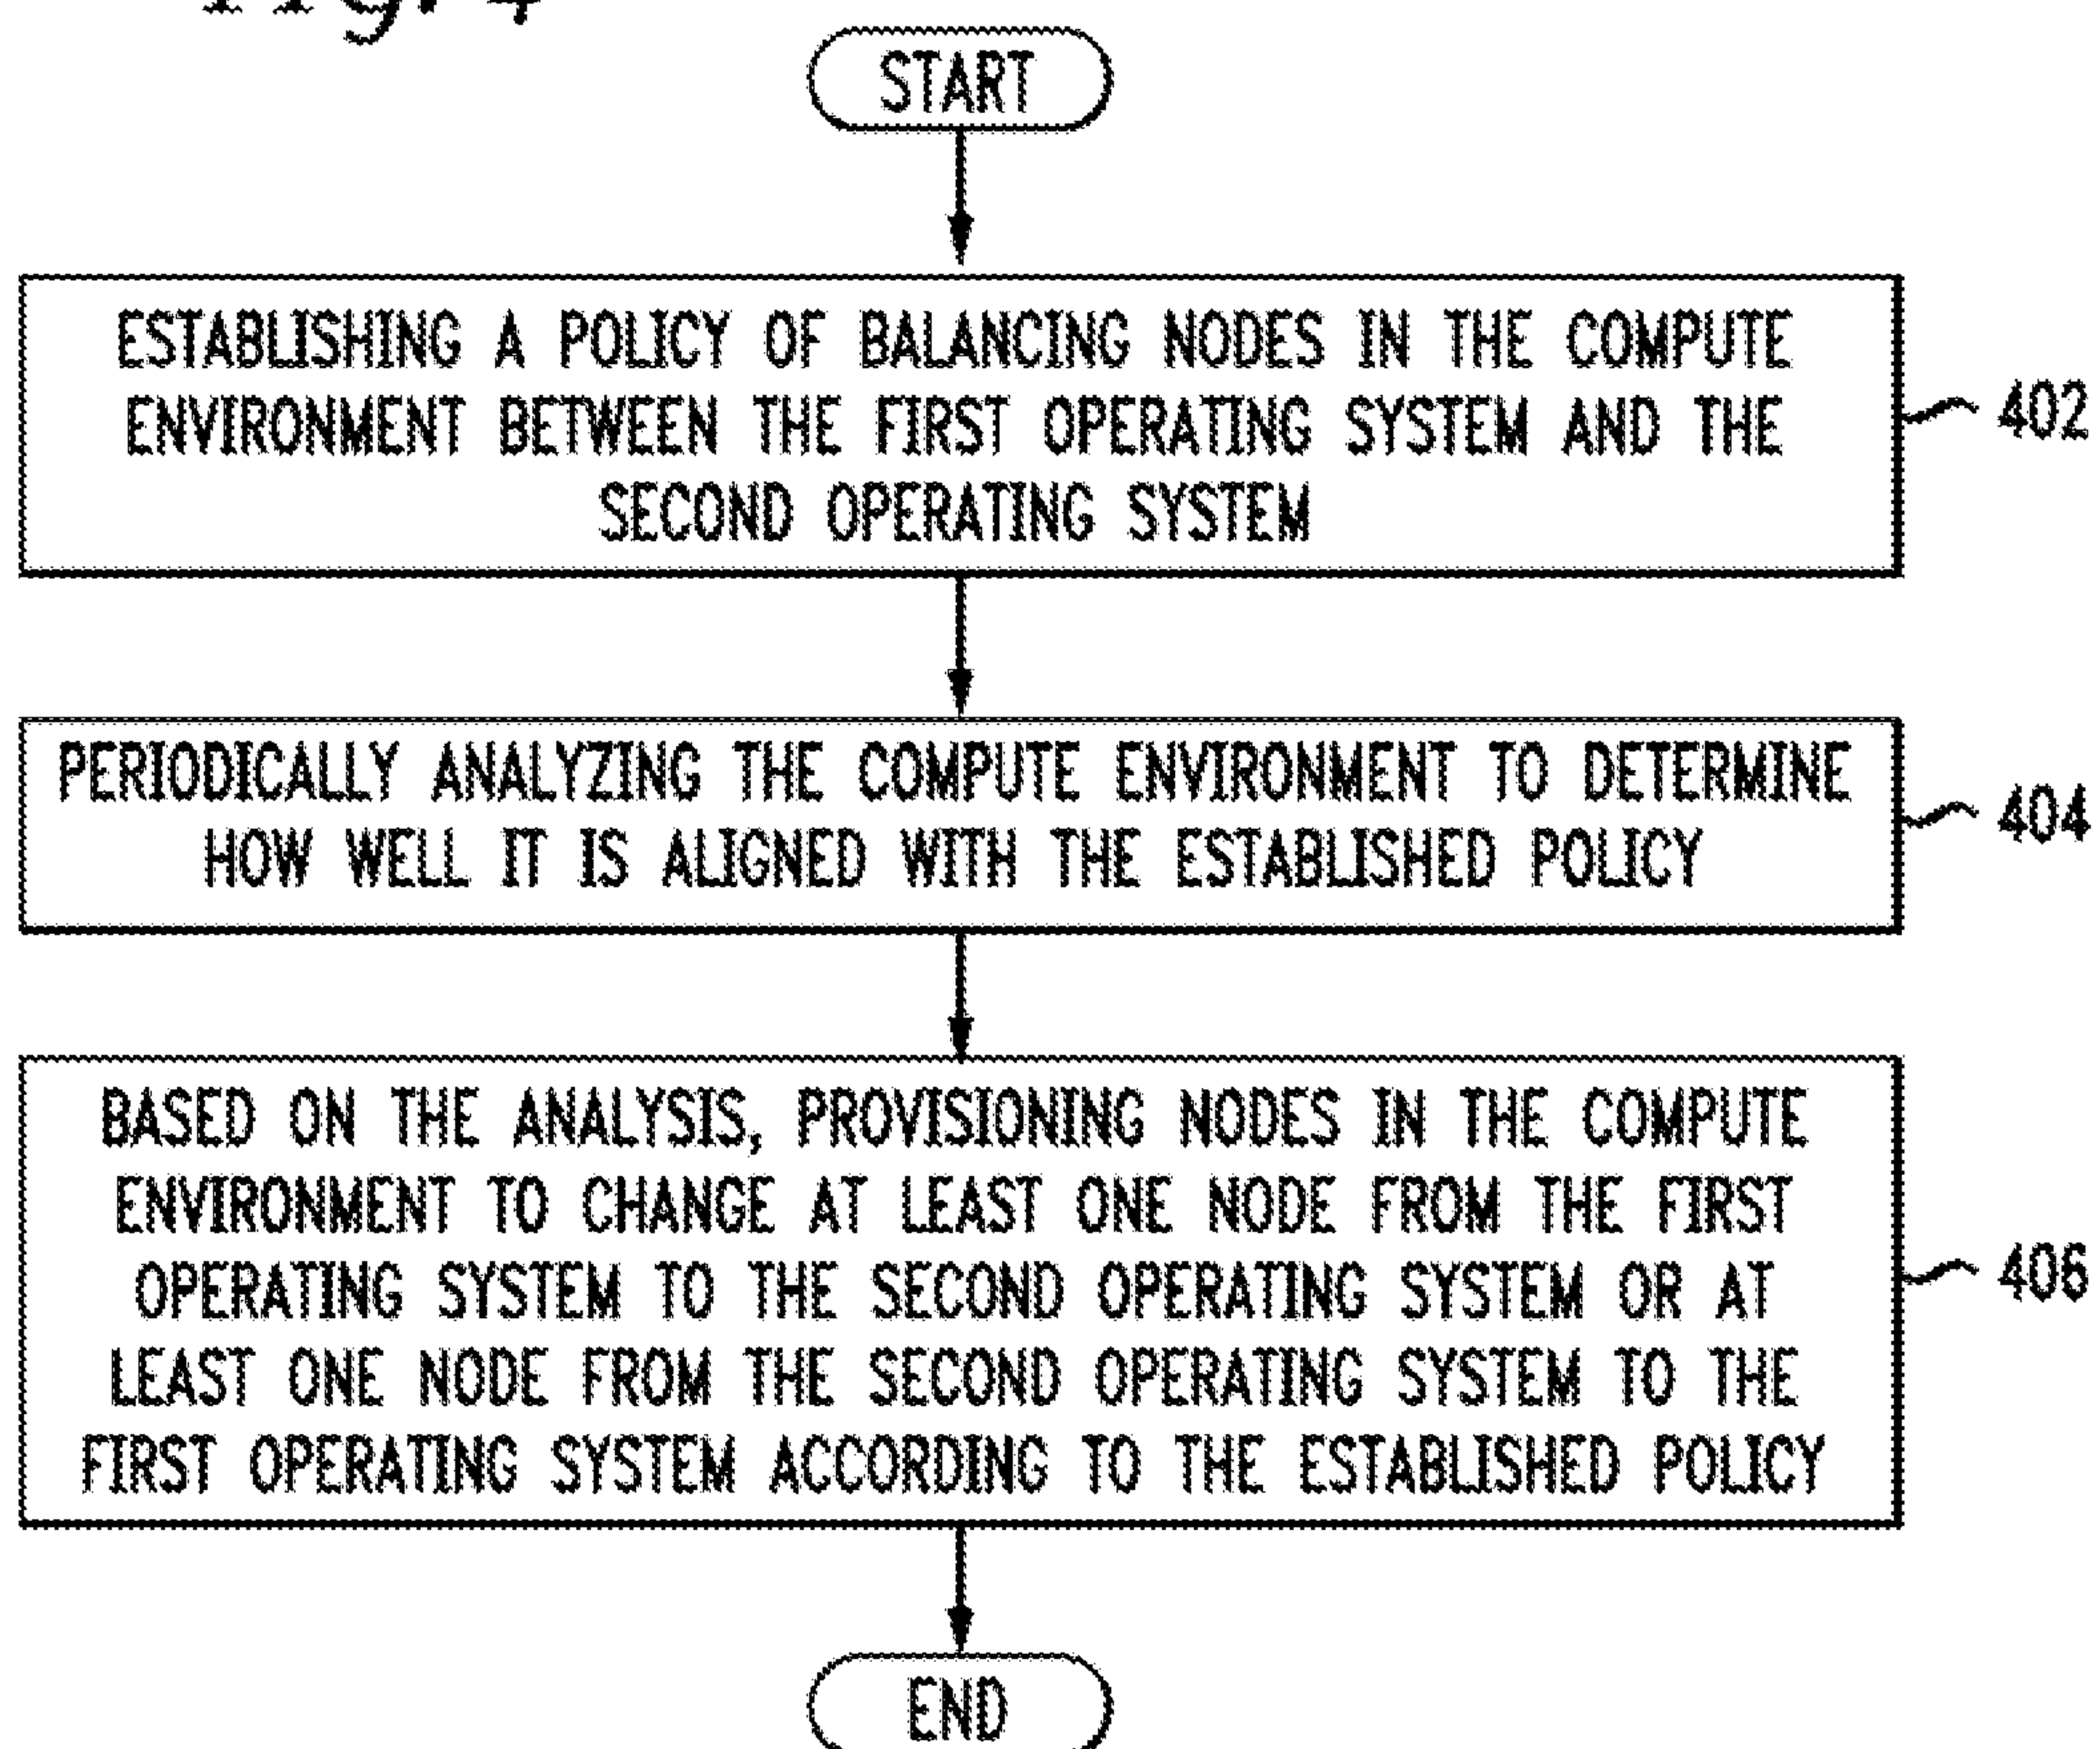 Fig. 4
START
ESTABLISHING A POLICY OF BALANCING NODES IN THE COMPUTE
ENVIRONMENT BETWEEN THE FIRST OPERATING SYSTEM AND THE
SECOND OPERATING SYSTEM
402
PERIODICALLY ANALYZING THE COMPUTE ENVIRONMENT TO DETERMINE
HOW WELL IT IS ALIGNED WITH THE ESTABLISHED POLICY
404
BASED ON THE ANALYSIS, PROVISIONING NODES IN THE COMPUTE
ENVIRONMENT TO CHANGE AT LEAST ONE NODE FROM THE FIRST
OPERATING SYSTEM TO THE SECOND OPERATING SYSTEM OR AT
LEAST ONE NODE FROM THE SECOND OPERATING SYSTEM TO THE
FIRST OPERATING SYSTEM ACCORDING TO THE ESTABLISHED POLICY
406
END